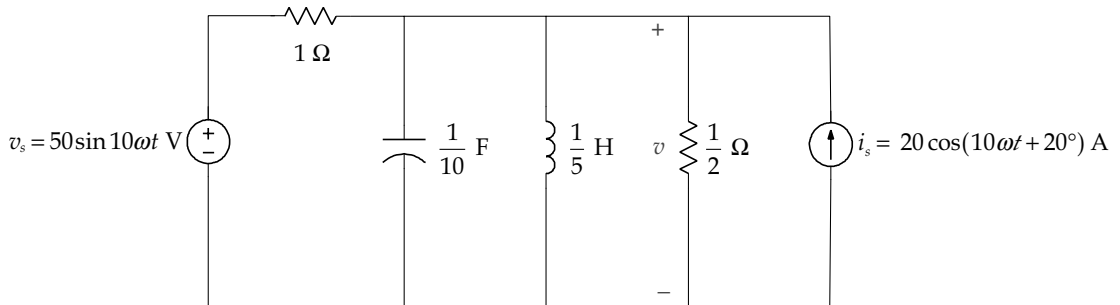 1 Ω
+
v_s = 50 sin 10ωt V
+
−
1/10 F
1/5 H
v
1/2 Ω
i_s = 20 cos(10ωt + 20°) A
−